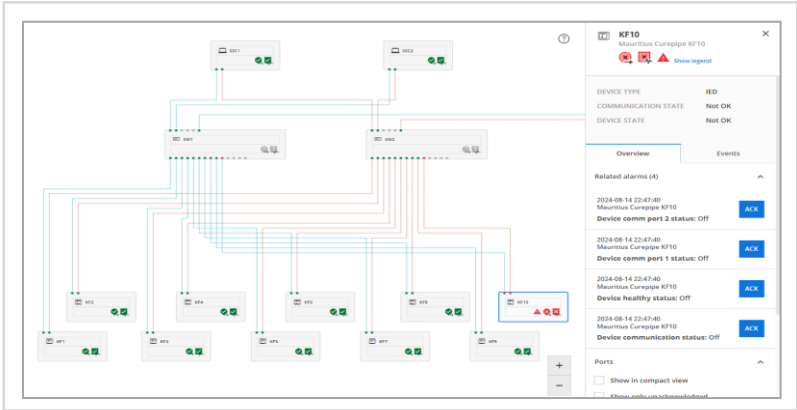 SSC1
SSC2
SW1
SW2
KF2
KF4
KF6
KF8
KF10
KF1
KF3
KF5
KF7
KF9
+
−
KF10
Mauritius Curepipe KF10
Show legend
DEVICE TYPE IED
COMMUNICATION STATE Not OK
DEVICE STATE Not OK
Overview Events
Related alarms (4)
2024-08-14 22:47:40
Mauritius Curepipe KF10
Device comm port 2 status: Off
ACK
2024-08-14 22:47:40
Mauritius Curepipe KF10
Device comm port 1 status: Off
ACK
2024-08-14 22:47:40
Mauritius Curepipe KF10
Device healthy status: Off
ACK
2024-08-14 22:47:40
Mauritius Curepipe KF10
Device communication status: Off
ACK
Ports
Show in compact view
Show only unacknowledged